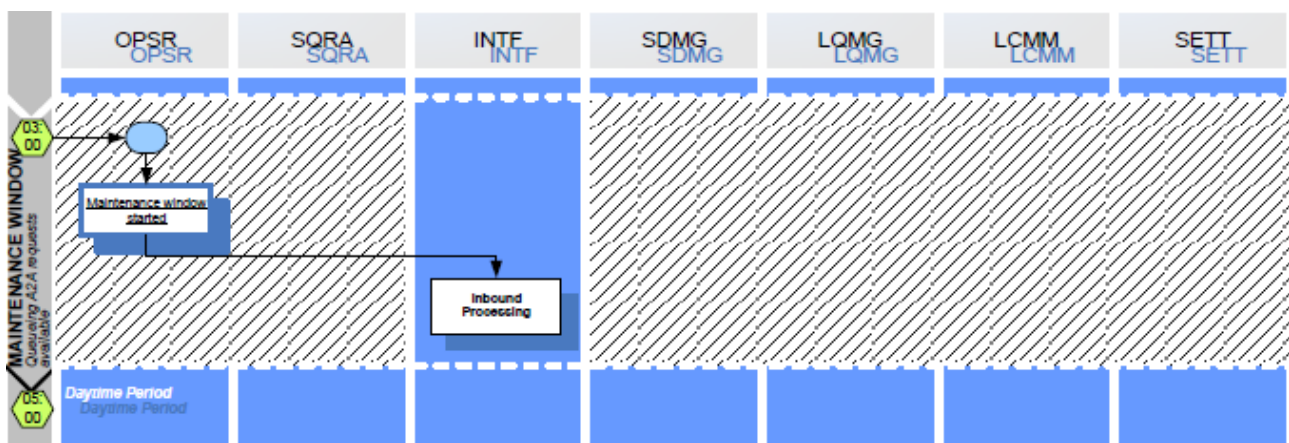 OPSR SQRA INTF SDMG LQMG LCMM SETT
OPSR SQRA INTF SDMG LQMG LCMM SETT
03:
00
MAINTENANCE WINDOW
Queueing A2A requests
available
Maintenance window
started
Inbound
Processing
05:
00
Daytime Period
Daytime Period